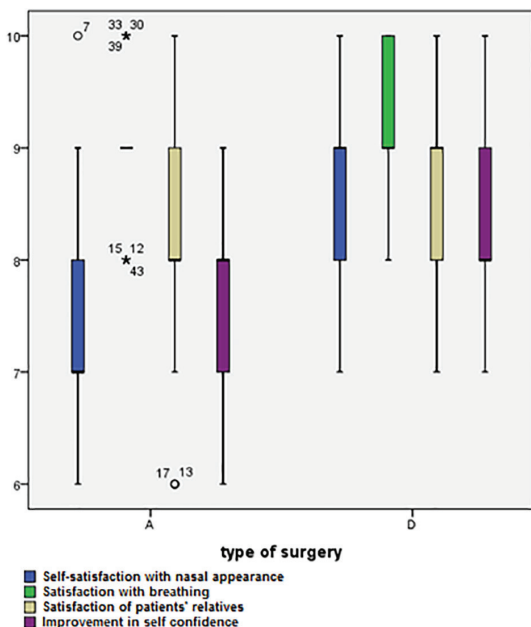 10
7
33 30
39
9
15 12
8
43
7
17 13
6
A D
type of surgery
Self-satisfaction with nasal appearance
Satisfaction with breathing
Satisfaction of patients' relatives
Improvement in self confidence